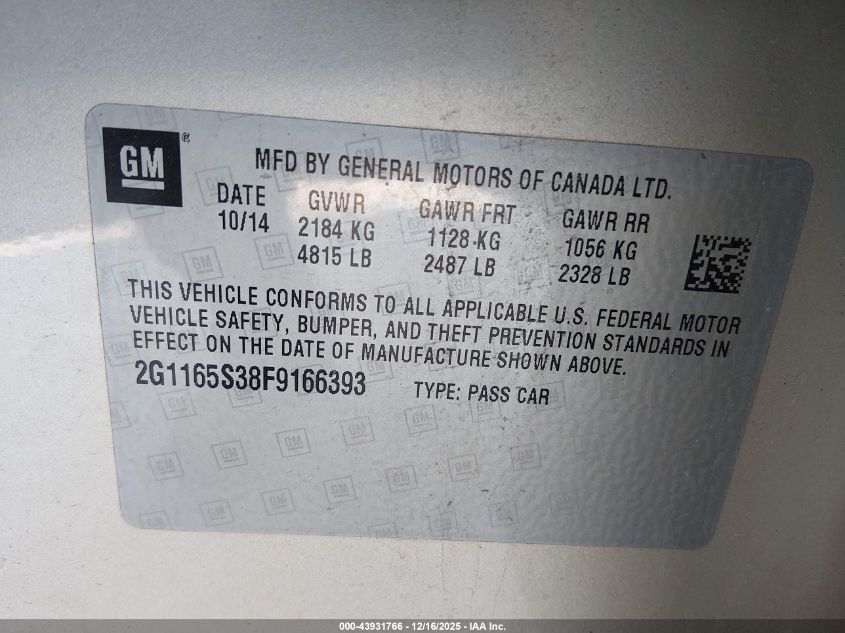 GM®
MFD BY GENERAL MOTORS OF CANADA LTD.
DATE GVWR GAWR FRT GAWR RR
10/14 2184 KG 1128 KG 1056 KG
4815 LB 2487 LB 2328 LB
THIS VEHICLE CONFORMS TO ALL APPLICABLE U.S. FEDERAL MOTOR
VEHICLE SAFETY, BUMPER, AND THEFT PREVENTION STANDARDS IN
EFFECT ON THE DATE OF MANUFACTURE SHOWN ABOVE.
2G1165S38F9166393 TYPE: PASS CAR
000-43931766 - 12/16/2025 - IAA Inc.